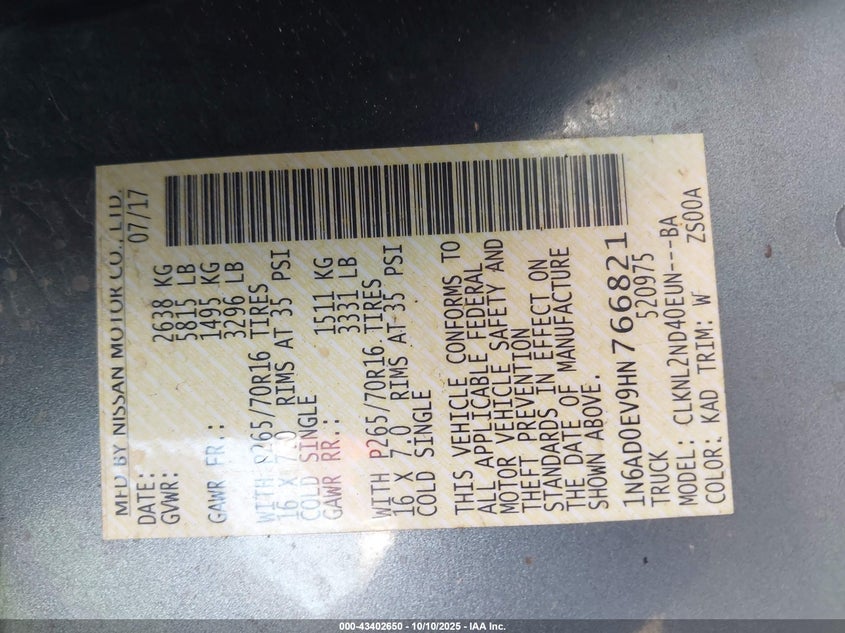 MFD BY NISSAN MOTOR CO., LTD.
DATE: 07/17
GVWR: 2638 KG
5815 LB
GAWR FR.: 1495 KG
3296 LB
WITH P265/70R16 TIRES
16 X 7.0 RIMS AT 35 PSI
COLD SINGLE
GAWR RR.: 1511 KG
3331 LB
WITH P265/70R16 TIRES
16 X 7.0 RIMS AT 35 PSI
COLD SINGLE
THIS VEHICLE CONFORMS TO
ALL APPLICABLE FEDERAL
MOTOR VEHICLE SAFETY AND
THEFT PREVENTION
STANDARDS IN EFFECT ON
THE DATE OF MANUFACTURE
SHOWN ABOVE.
1N6AD0EV9HN766821
TRUCK 520975
MODEL: CLKNL2ND40EUN---BA
COLOR: KAD TRIM: W ZS00A
000-43402650 - 10/10/2025 - IAA Inc.